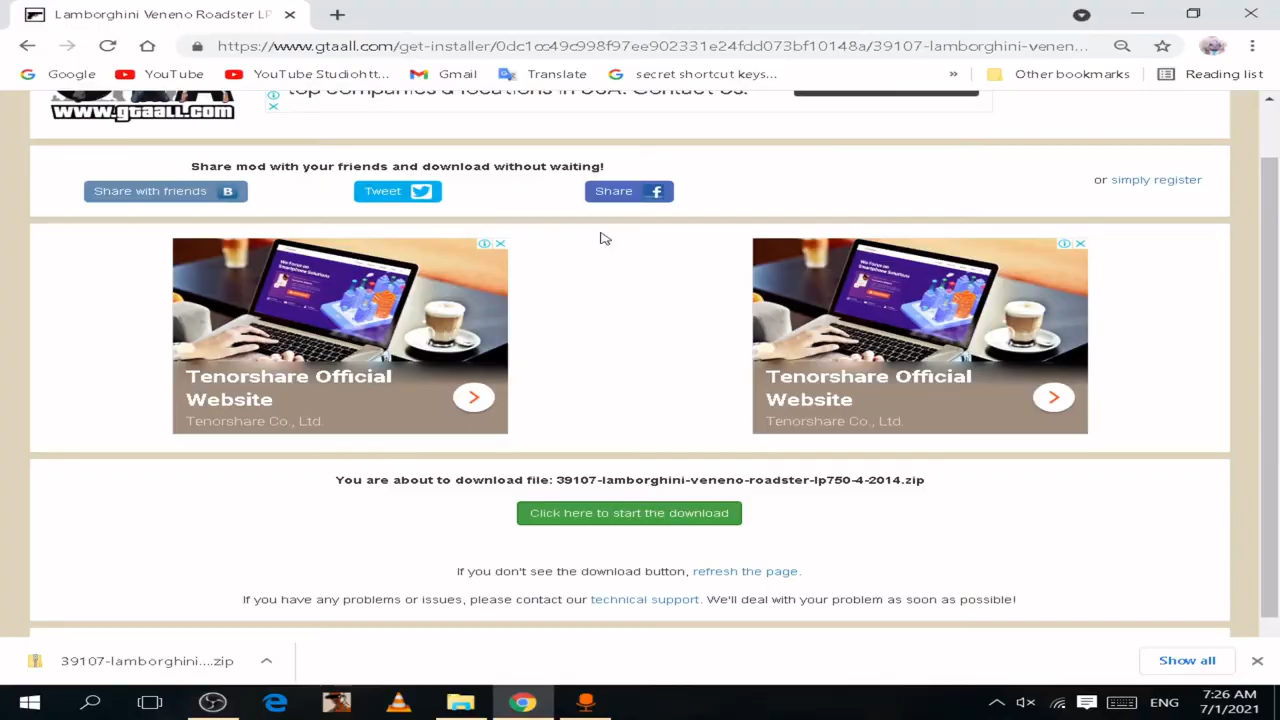 Lamborghini Veneno Roadster LP
https://www.gtaall.com/get-installer/0dc1cc49c998f97ee902331e24fdd073bf10148a/39107-lamborghini-venen...
Google
YouTube
YouTube Studiohtt...
Gmail
Translate
secret shortcut keys...
»
Other bookmarks
Reading list
www.gtaall.com
top companies & locations in USA. Contact Us.
Share mod with your friends and download without waiting!
Share with friends B
Tweet
Share f
or simply register
Tenorshare Official
Website
Tenorshare Co., Ltd.
Tenorshare Official
Website
Tenorshare Co., Ltd.
You are about to download file: 39107-lamborghini-veneno-roadster-lp750-4-2014.zip
Click here to start the download
If you don't see the download button, refresh the page.
If you have any problems or issues, please contact our technical support. We'll deal with your problem as soon as possible!
39107-lamborghini....zip
Show all
ENG
7:26 AM
7/1/2021